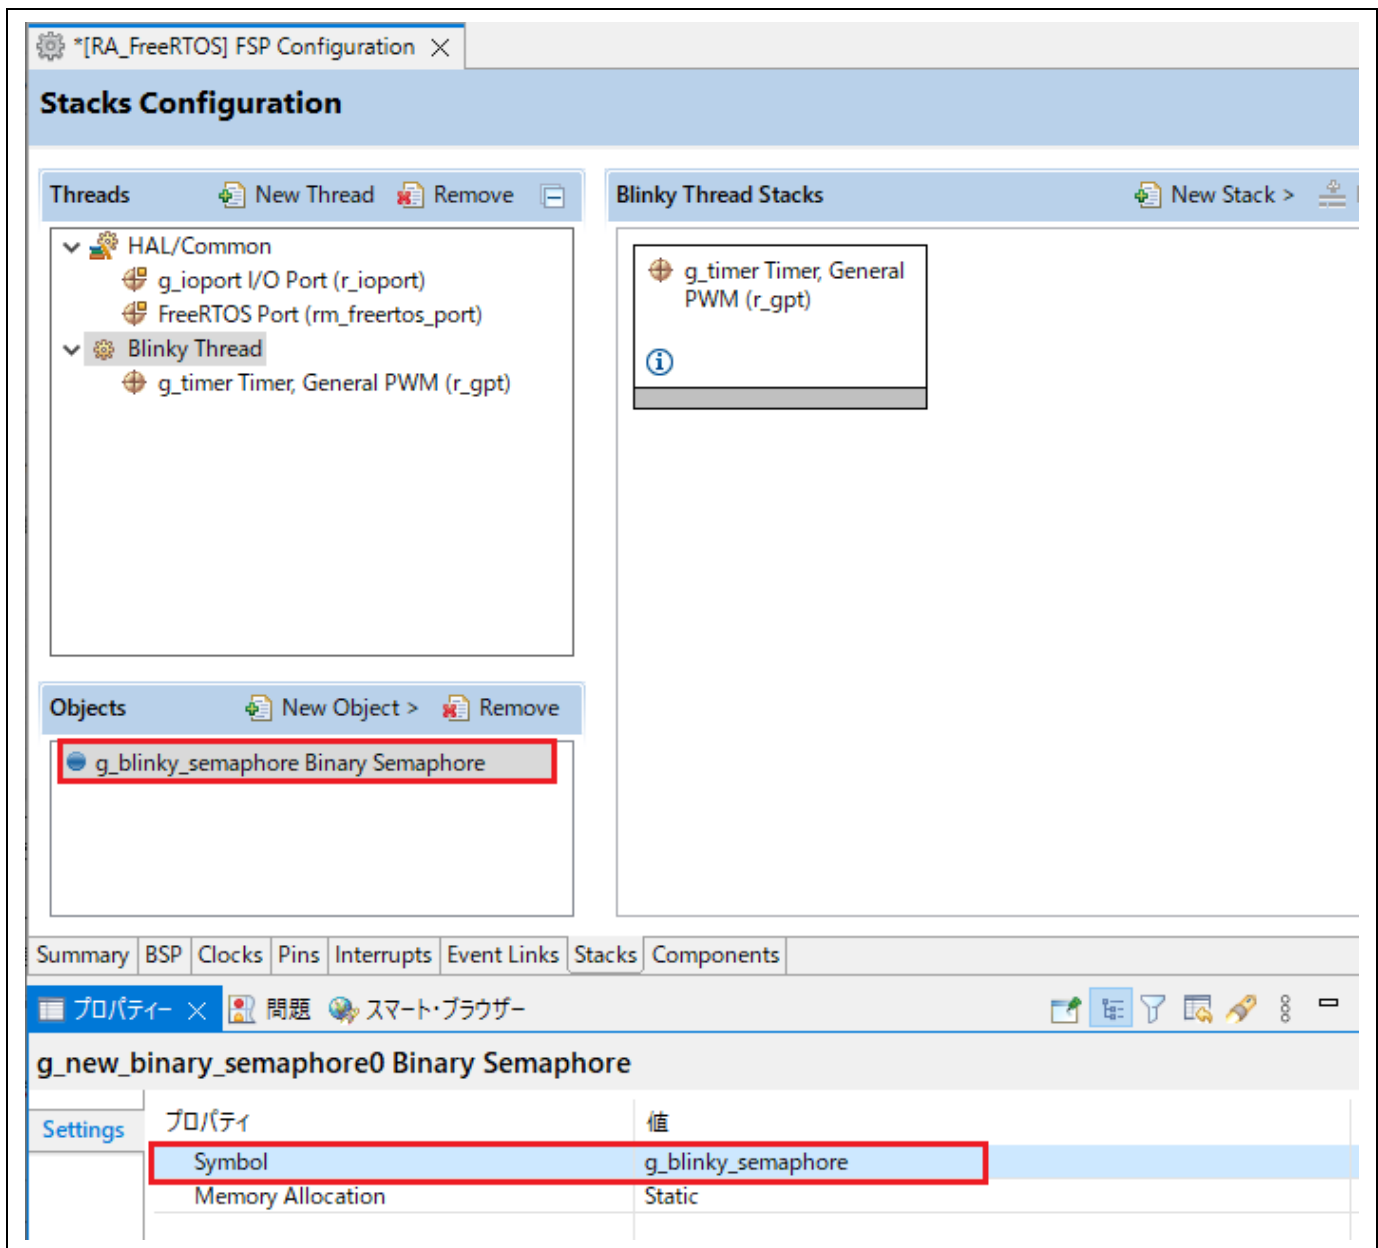 *[RA_FreeRTOS] FSP Configuration
Stacks Configuration
Threads New Thread Remove
HAL/Common
g_ioport I/O Port (r_ioport)
FreeRTOS Port (rm_freertos_port)
Blinky Thread
g_timer Timer, General PWM (r_gpt)
Blinky Thread Stacks New Stack >
g_timer Timer, General
PWM (r_gpt)
Objects New Object > Remove
g_blinky_semaphore Binary Semaphore
Summary BSP Clocks Pins Interrupts Event Links Stacks Components
プロパティー 問題 スマート・ブラウザー
g_new_binary_semaphore0 Binary Semaphore
Settings
プロパティ 値
Symbol g_blinky_semaphore
Memory Allocation Static